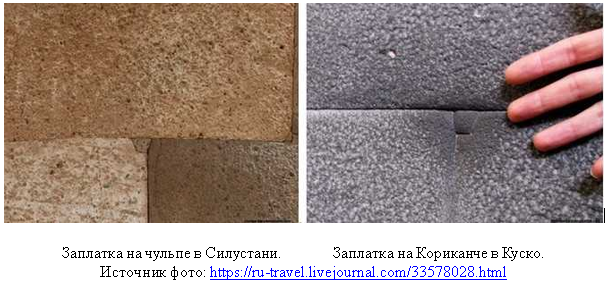 Заплатка на чульпе в Силустани. Заплатка на Кориканче в Куско.
Источник фото: https://ru-travel.livejournal.com/33578028.html